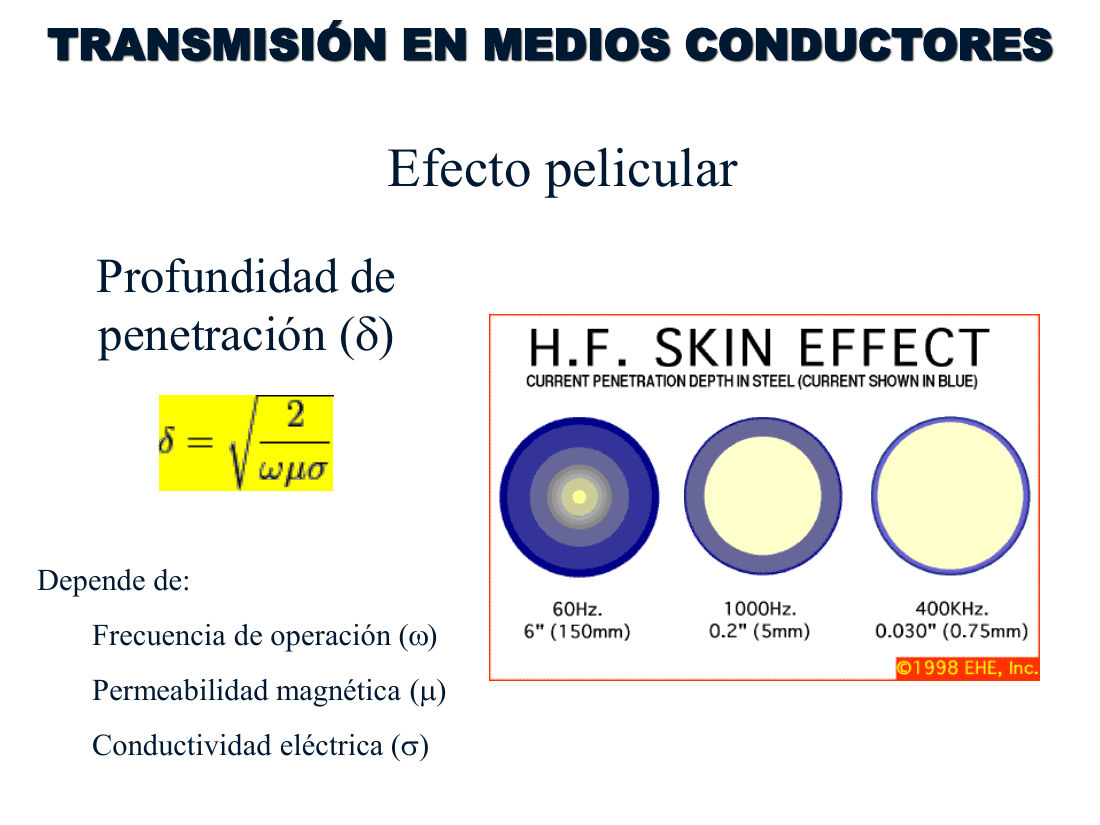 TRANSMISIÓN EN MEDIOS CONDUCTORES
Efecto pelicular
Profundidad de
penetración (δ)
δ = √(2/ωμσ)
Depende de:
Frecuencia de operación (ω)
Permeabilidad magnética (μ)
Conductividad eléctrica (σ)
H.F. SKIN EFFECT
CURRENT PENETRATION DEPTH IN STEEL (CURRENT SHOWN IN BLUE)
60Hz.
6" (150mm)
1000Hz.
0.2" (5mm)
400KHz.
0.030" (0.75mm)
©1998 EHE, Inc.